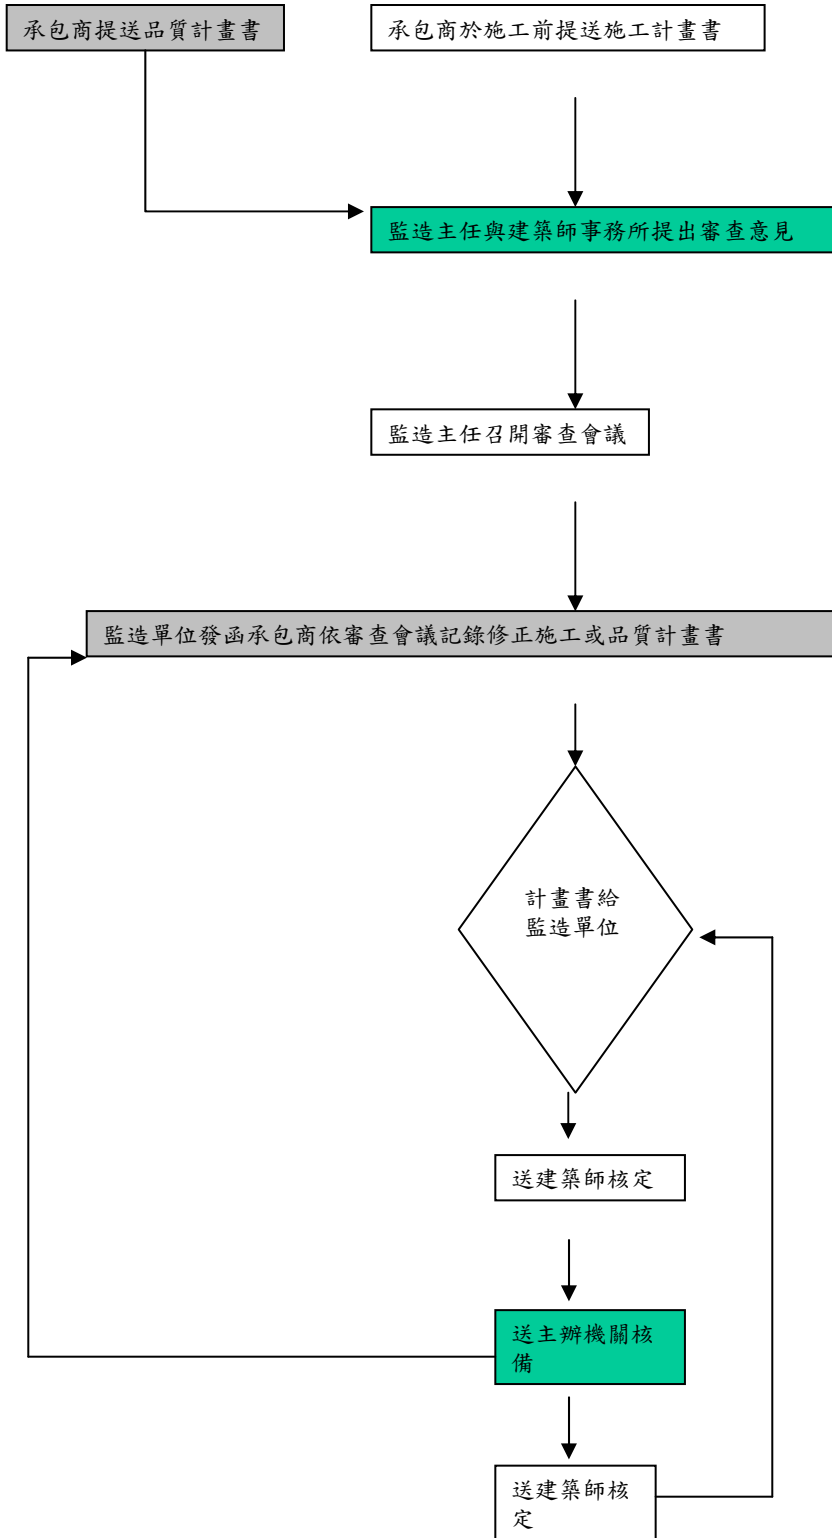 承包商提送品質計畫書
承包商於施工前提送施工計畫書
監造主任與建築師事務所提出審查意見
監造主任召開審查會議
監造單位發函承包商依審查會議記錄修正施工或品質計畫書
計畫書給
監造單位
送建築師核定
送主辦機關核
備
送建築師核
定